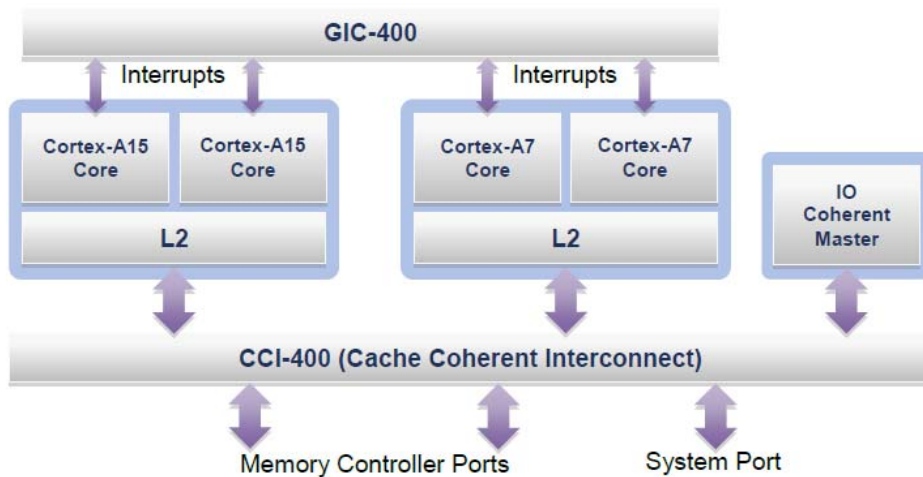 GIC-400
Interrupts
Interrupts
Cortex-A15
Core
Cortex-A15
Core
Cortex-A7
Core
Cortex-A7
Core
L2
L2
IO
Coherent
Master
CCI-400 (Cache Coherent Interconnect)
Memory Controller Ports
System Port